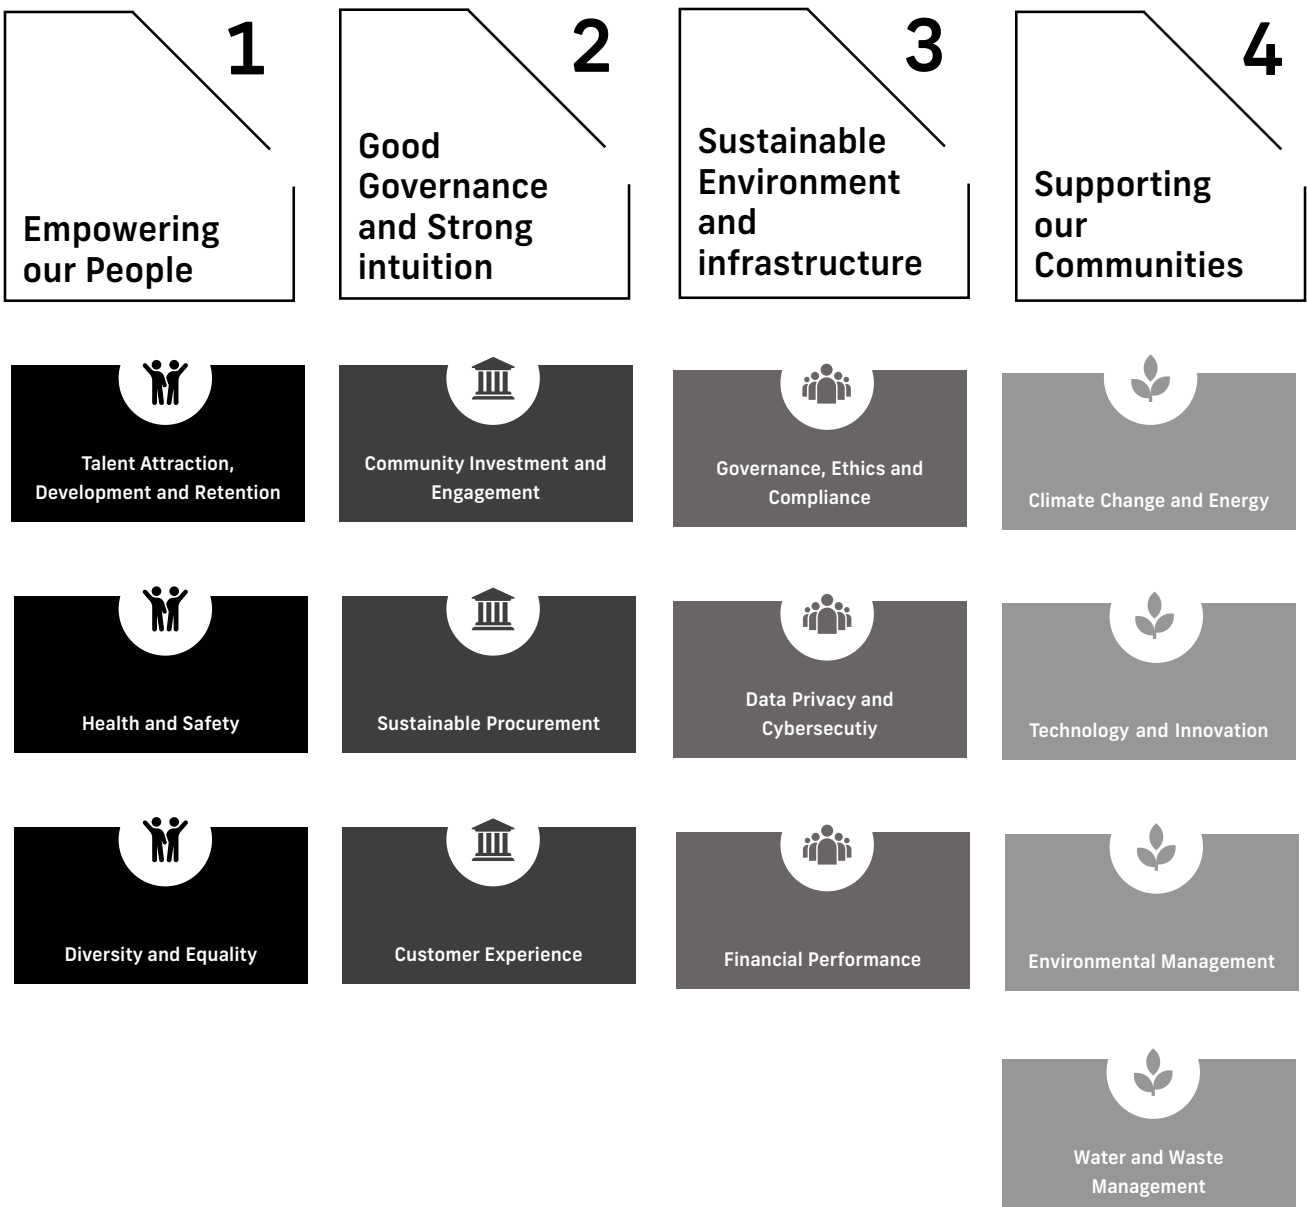 1
Empowering
our People
2
Good
Governance
and Strong
intuition
3
Sustainable
Environment
and
infrastructure
4
Supporting
our
Communities
Talent Attraction,
Development and Retention
Community Investment and
Engagement
Governance, Ethics and
Compliance
Climate Change and Energy
Health and Safety
Sustainable Procurement
Data Privacy and
Cybersecutiy
Technology and Innovation
Diversity and Equality
Customer Experience
Financial Performance
Environmental Management
Water and Waste
Management